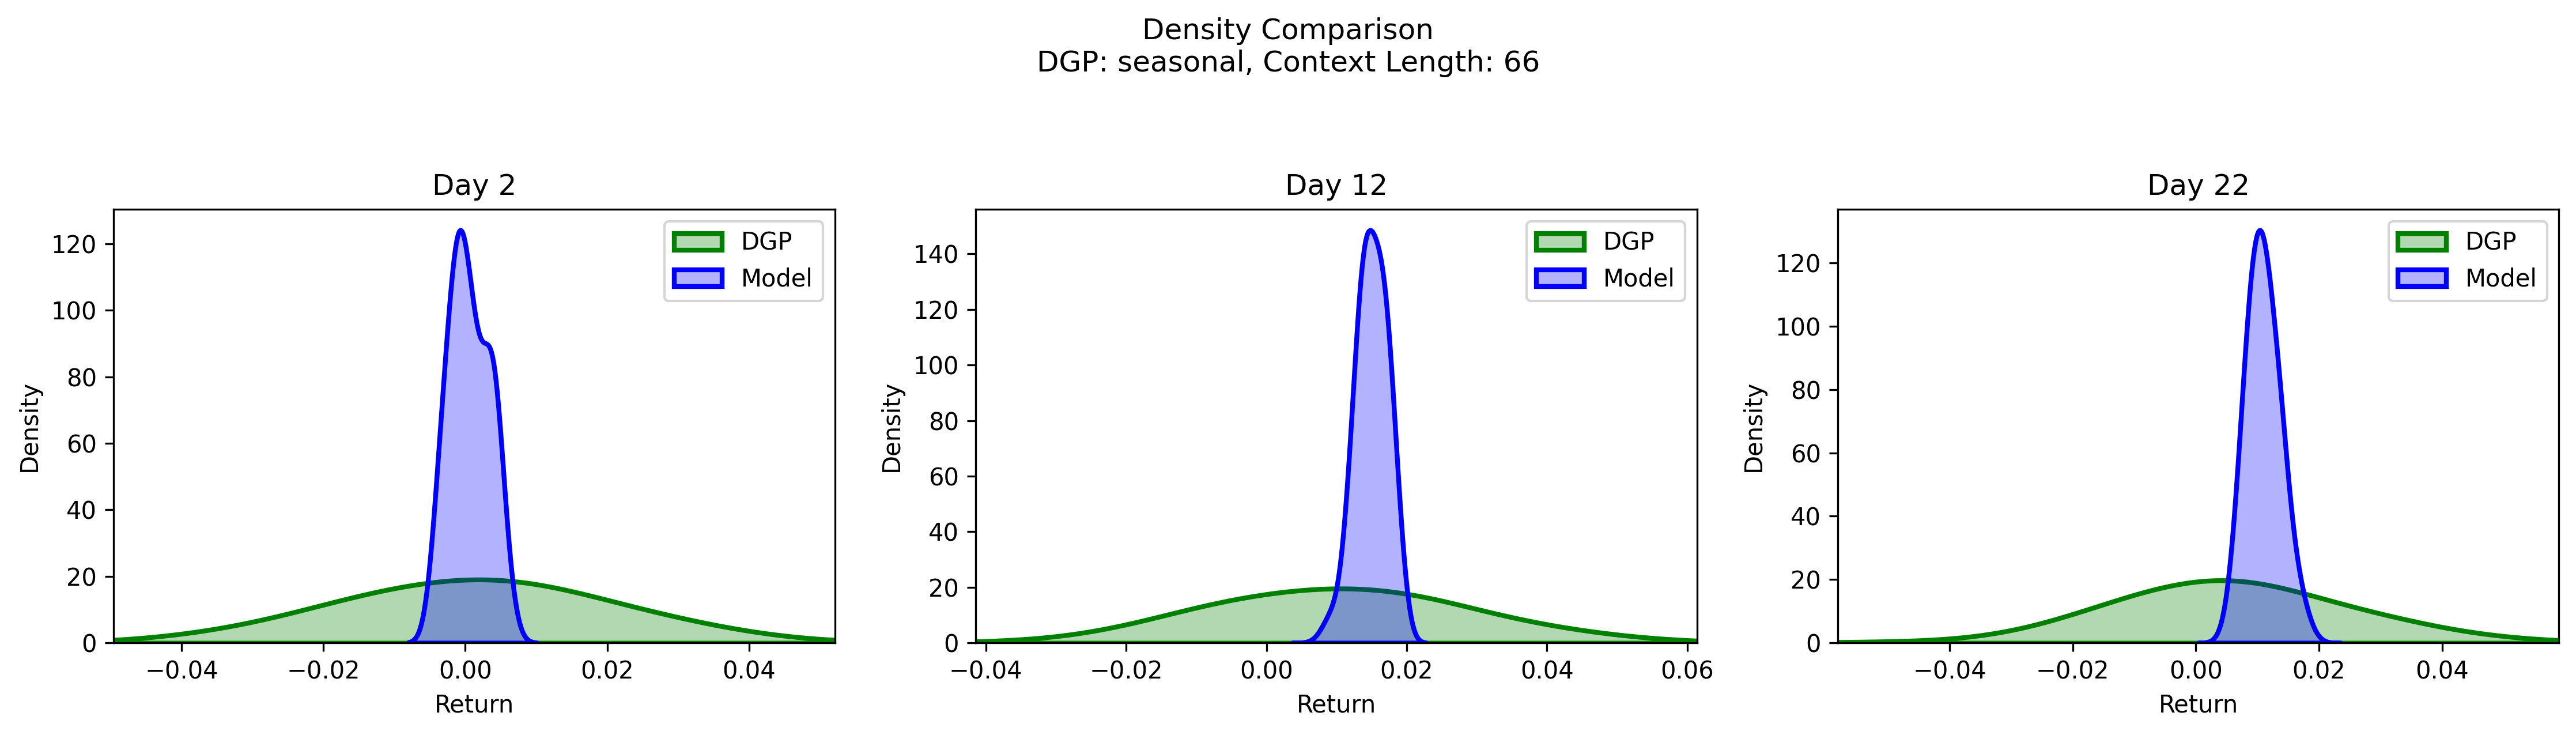 Density Comparison
DGP: seasonal, Context Length: 66
Day 2
DGP
Model
Density
120
100
80
60
40
20
0
−0.04 −0.02 0.00 0.02 0.04
Return
Day 12
DGP
Model
Density
140
120
100
80
60
40
20
0
−0.04 −0.02 0.00 0.02 0.04 0.06
Return
Day 22
DGP
Model
Density
120
100
80
60
40
20
0
−0.04 −0.02 0.00 0.02 0.04
Return